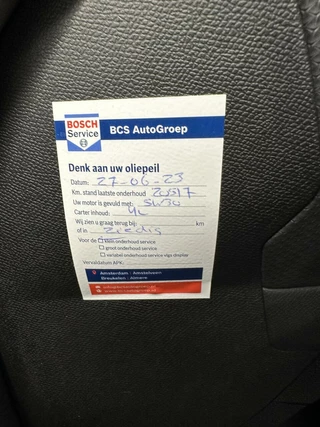 BOSCH
Service
BCS AutoGroep
Denk aan uw oliepeil
Datum: 27-06-23
Km. stand laatste onderhoud
Uw motor is gevuld met: 5W30
Carter inhoud: 4L
Wij zien u graag terug bij: km
of in
Voor de klein onderhoud service
groot onderhoud service
variabel onderhoud service
Vervaldatum APK:
Amsterdam | Amstelveen
Breukelen | Almere